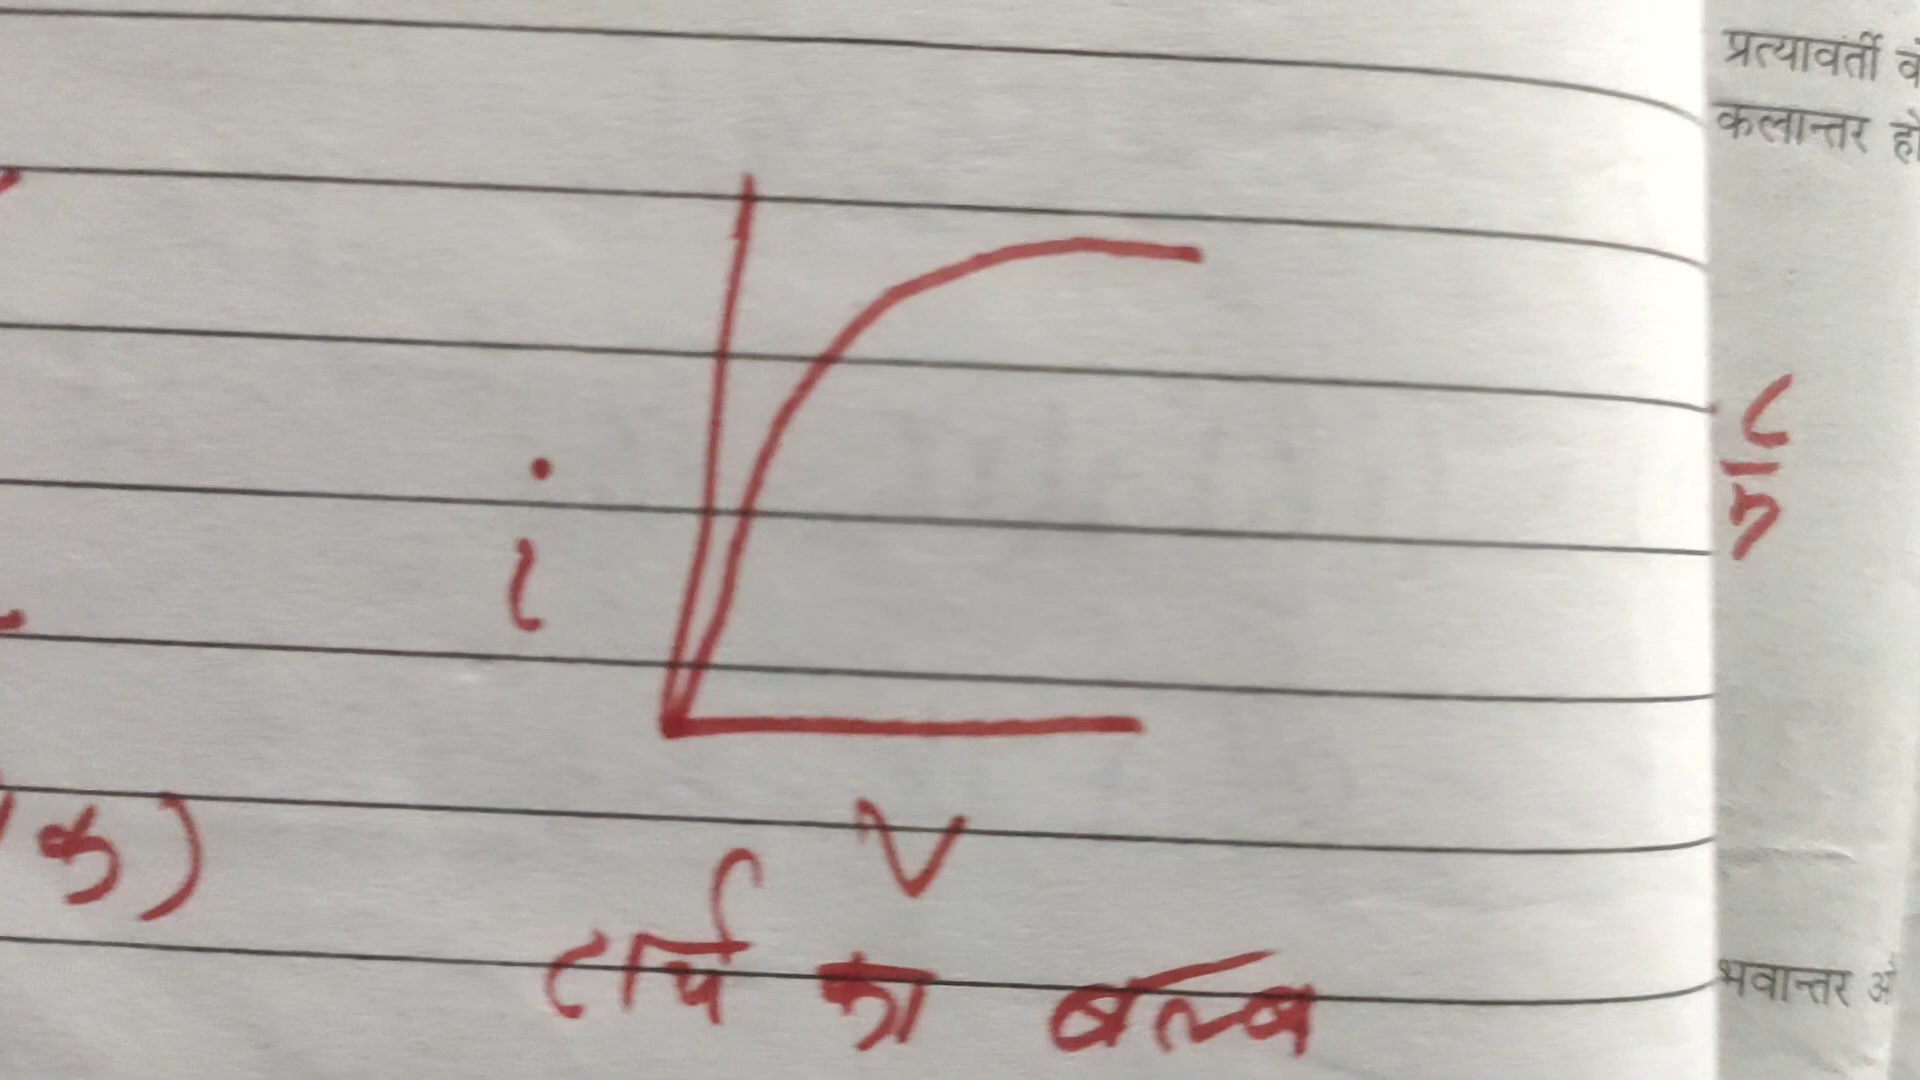 प्रत्यावर्ती
कलान्तर हो
i
क)
V
टार्च का बल्ब
भवान्तर